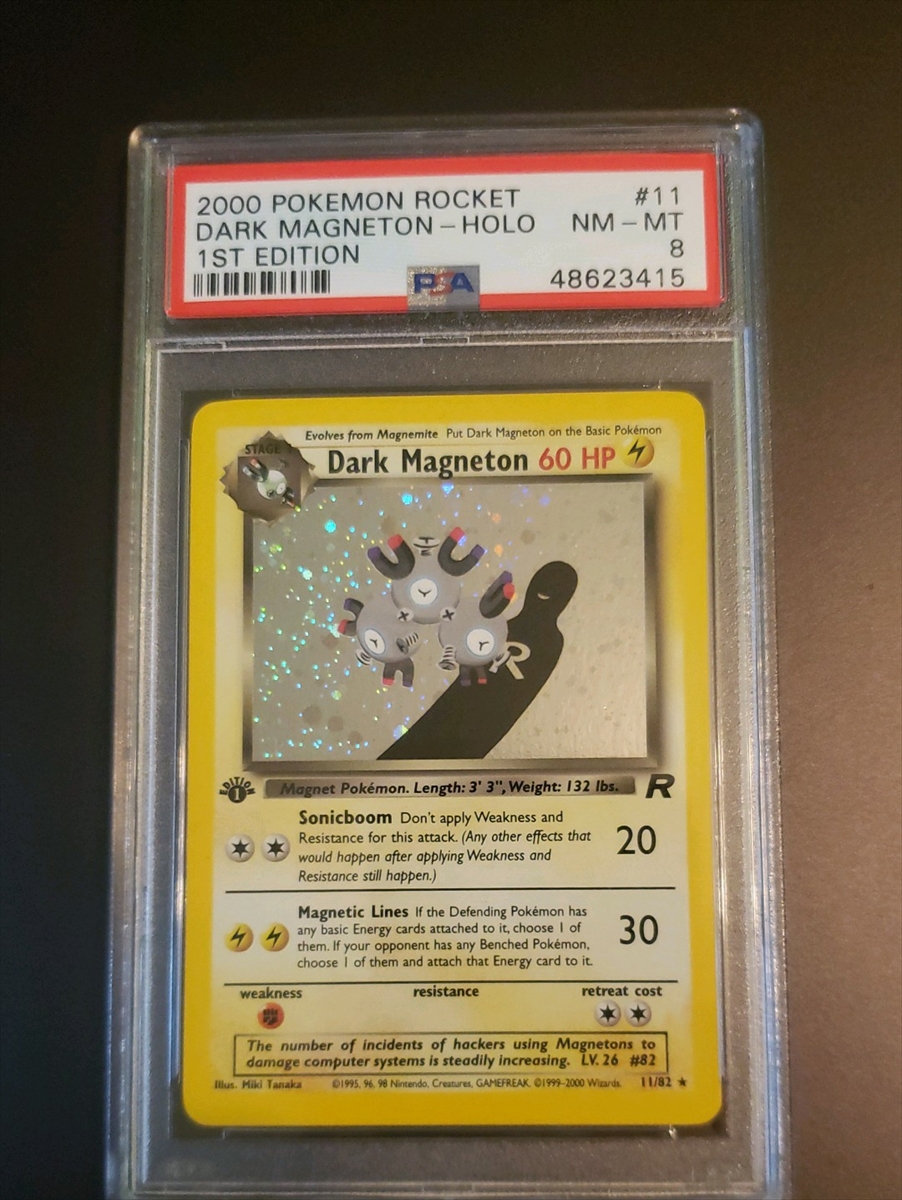 2000 POKEMON ROCKET #11
DARK MAGNETON - HOLO NM - MT
1ST EDITION 8
PSA 48623415
Evolves from Magnemite Put Dark Magneton on the Basic Pokémon
STAGE
Dark Magneton 60 HP
R
EDITION
1
Magnet Pokémon. Length: 3' 3", Weight: 132 lbs. R
Sonicboom Don't apply Weakness and
Resistance for this attack. (Any other effects that
would happen after applying Weakness and
Resistance still happen.)
20
Magnetic Lines If the Defending Pokémon has
any basic Energy cards attached to it, choose 1 of
them. If your opponent has any Benched Pokémon,
choose 1 of them and attach that Energy card to it.
30
weakness resistance retreat cost
The number of incidents of hackers using Magnetons to
damage computer systems is steadily increasing. LV. 26 #82
Illus. Miki Tanaka ©1995, 96, 98 Nintendo, Creatures, GAMEFREAK. ©1999-2000 Wizards. 11/82 ★